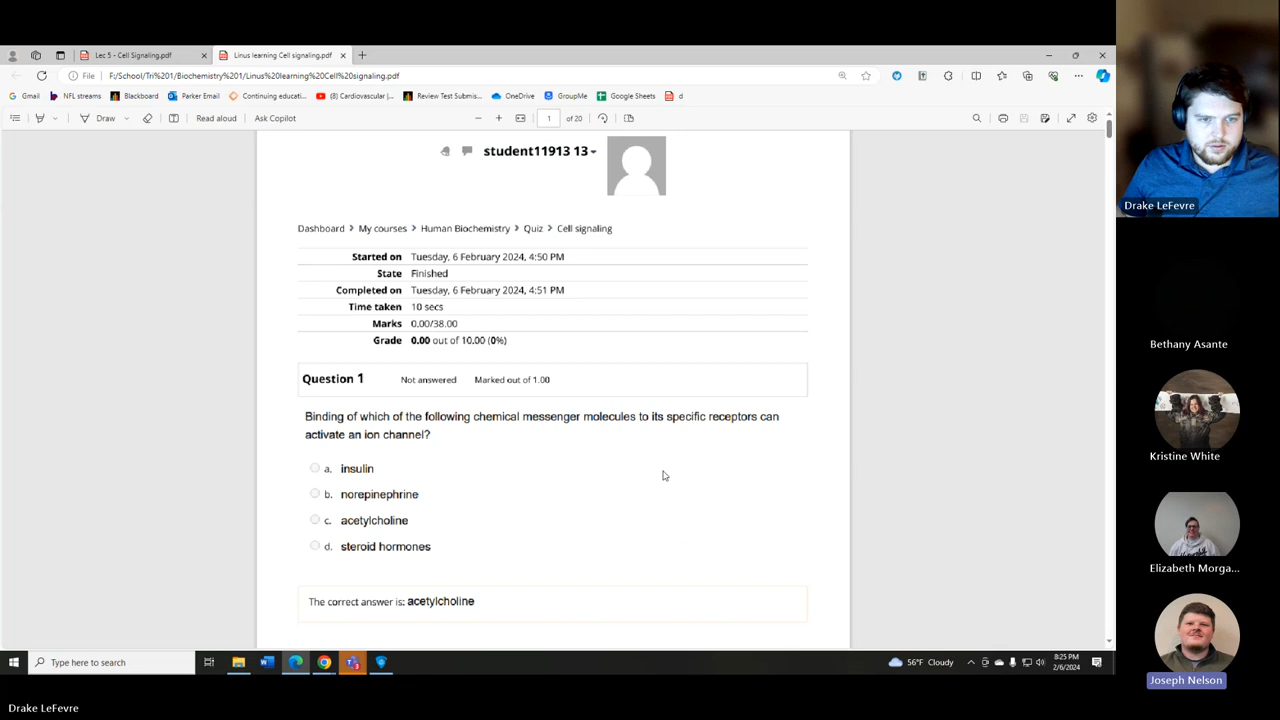 Lec 5 - Cell Signaling.pdf
Linus learning Cell signaling.pdf
File
F:/School/Tri%201/Biochemistry%201/Linus%20learning%20Cell%20signaling.pdf
Gmail
NFL streams
Blackboard
Parker Email
Continuing educati...
(8) Cardiovascular |...
Review Test Submis...
OneDrive
GroupMe
Google Sheets
d
Draw
1
of 20
Read aloud
Ask Copilot
student11913 13
Dashboard > My courses > Human Biochemistry > Quiz > Cell signaling
Started on Tuesday, 6 February 2024, 4:50 PM
State Finished
Completed on Tuesday, 6 February 2024, 4:51 PM
Time taken 10 secs
Marks 0.00/38.00
Grade 0.00 out of 10.00 (0%)
Question 1 Not answered Marked out of 1.00
Binding of which of the following chemical messenger molecules to its specific receptors can
activate an ion channel?
a. insulin
b. norepinephrine
c. acetylcholine
d. steroid hormones
The correct answer is: acetylcholine
Type here to search
56°F Cloudy
8:25 PM
2/6/2024
Drake LeFevre
Bethany Asante
Kristine White
Elizabeth Morga...
Joseph Nelson
Drake LeFevre